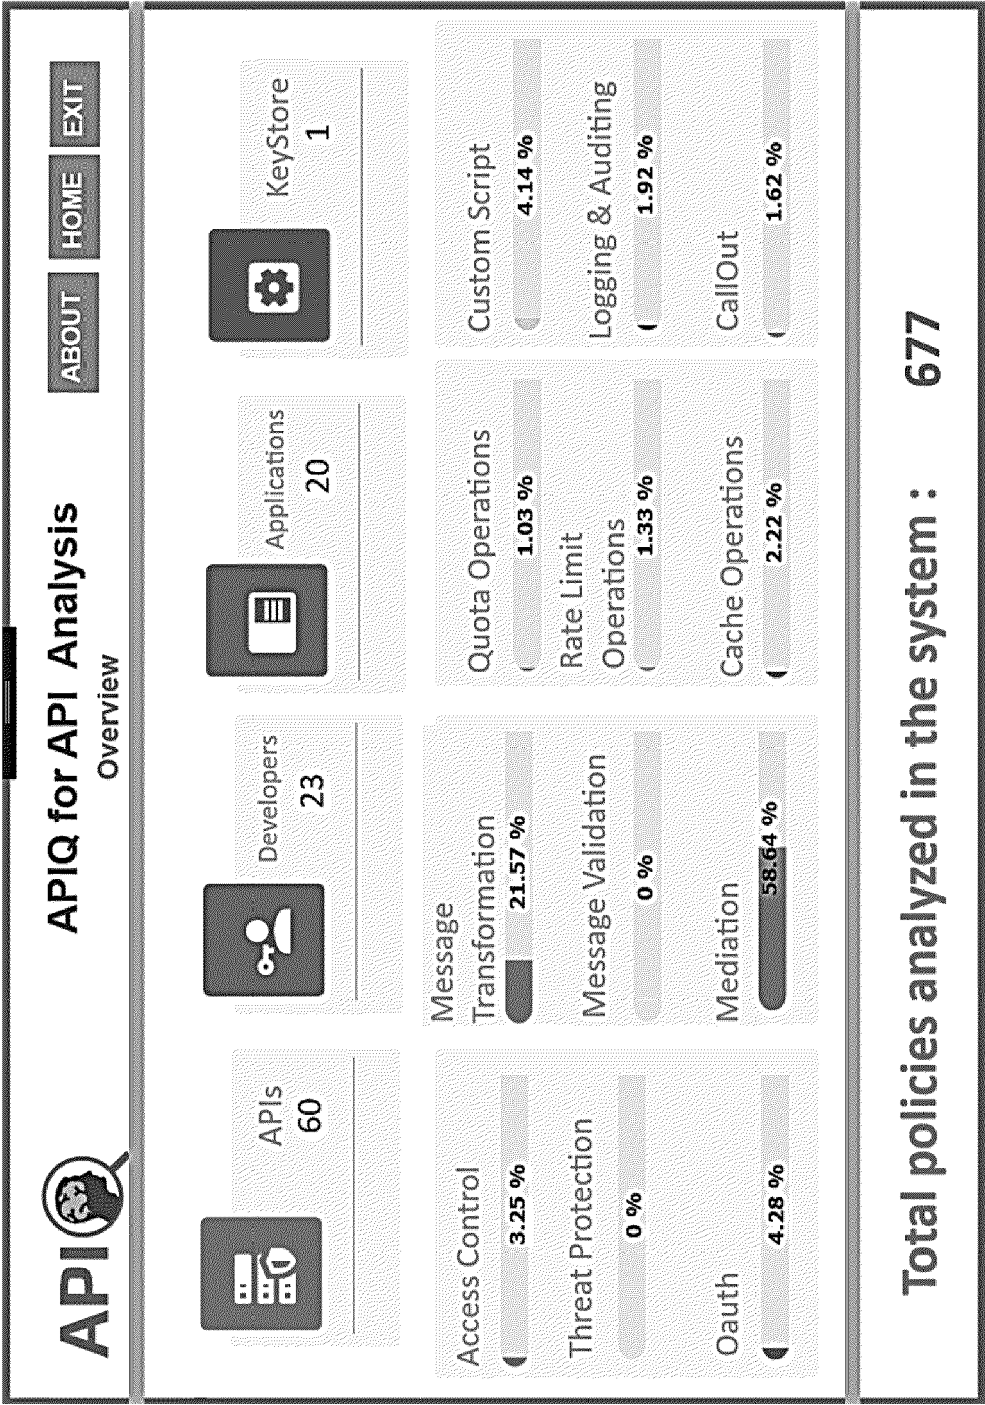 API
APIQ for API Analysis
Overview
ABOUT
HOME
EXIT
APIs
60
Developers
23
Applications
20
KeyStore
1
Access Control
3.25 %
Threat Protection
0 %
Oauth
4.28 %
Message
Transformation
21.57 %
Message Validation
0 %
Mediation
58.64 %
Quota Operations
1.03 %
Rate Limit
Operations
1.33 %
Cache Operations
2.22 %
Custom Script
4.14 %
Logging & Auditing
1.92 %
CallOut
1.62 %
Total policies analyzed in the system : 677